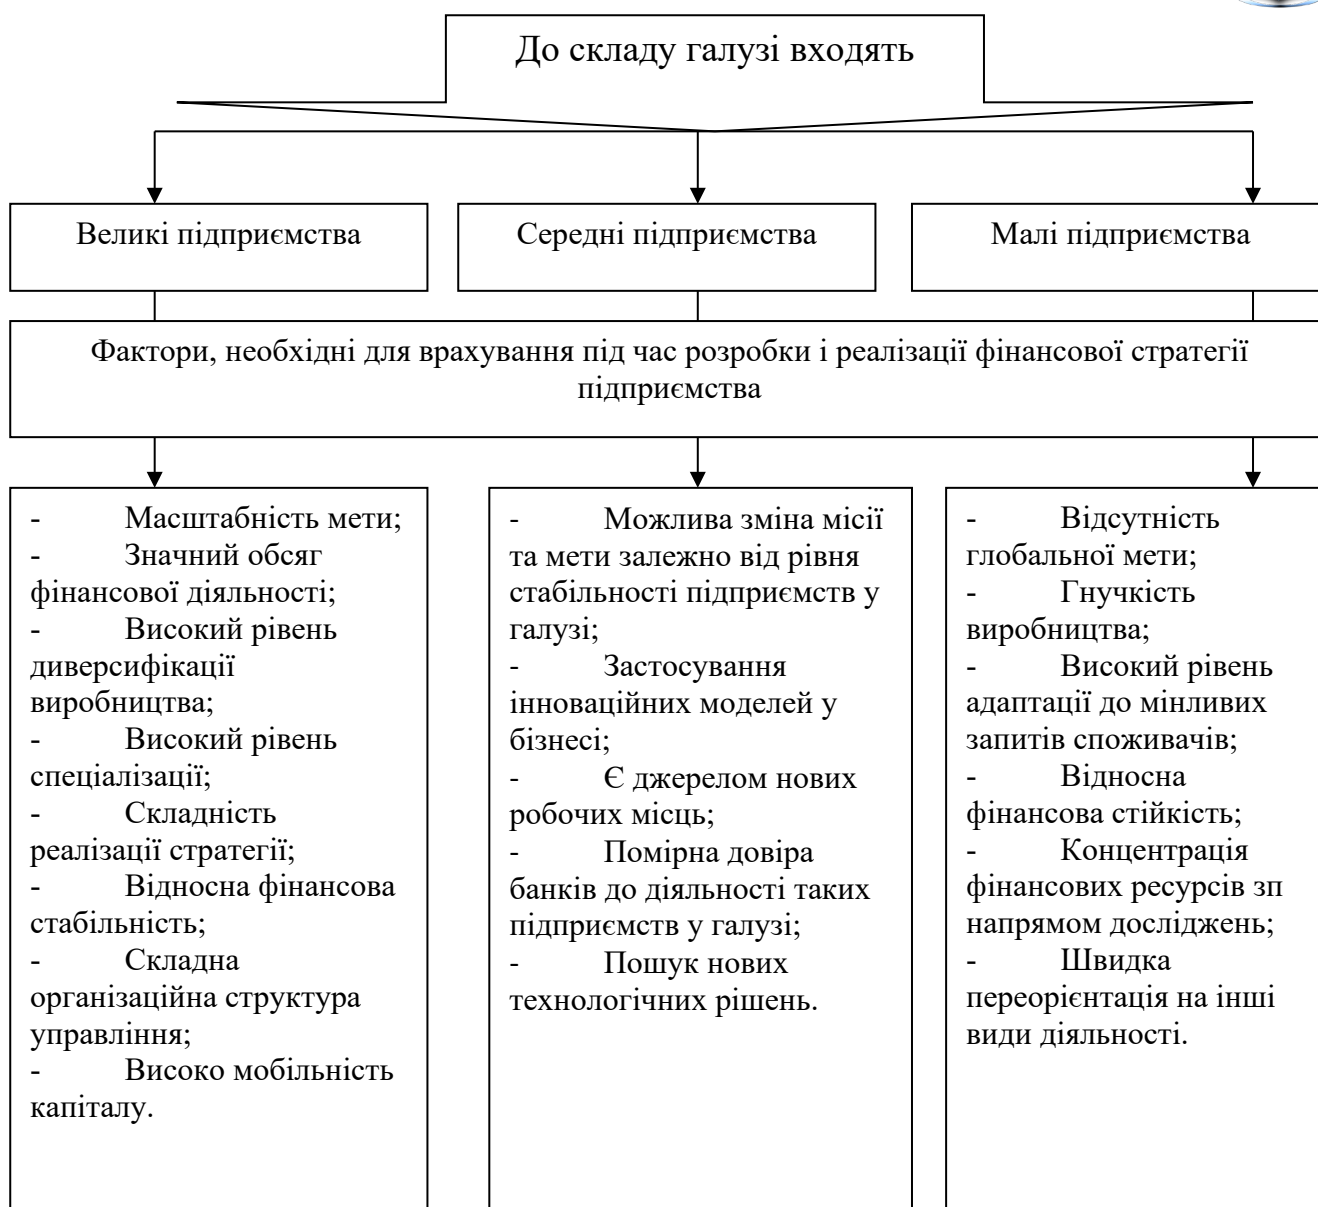 До складу галузі входять
Великі підприємства
Середні підприємства
Малі підприємства
Фактори, необхідні для врахування під час розробки і реалізації фінансової стратегії
підприємства
- Масштабність мети;
- Значний обсяг
фінансової діяльності;
- Високий рівень
диверсифікації
виробництва;
- Високий рівень
спеціалізації;
- Складність
реалізації стратегії;
- Відносна фінансова
стабільність;
- Складна
організаційна структура
управління;
- Високо мобільність
капіталу.
- Можлива зміна місії
та мети залежно від рівня
стабільності підприємств у
галузі;
- Застосування
інноваційних моделей у
бізнесі;
- Є джерелом нових
робочих місць;
- Помірна довіра
банків до діяльності таких
підприємств у галузі;
- Пошук нових
технологічних рішень.
- Відсутність
глобальної мети;
- Гнучкість
виробництва;
- Високий рівень
адаптації до мінливих
запитів споживачів;
- Відносна
фінансова стійкість;
- Концентрація
фінансових ресурсів зп
напрямом досліджень;
- Швидка
переорієнтація на інші
види діяльності.